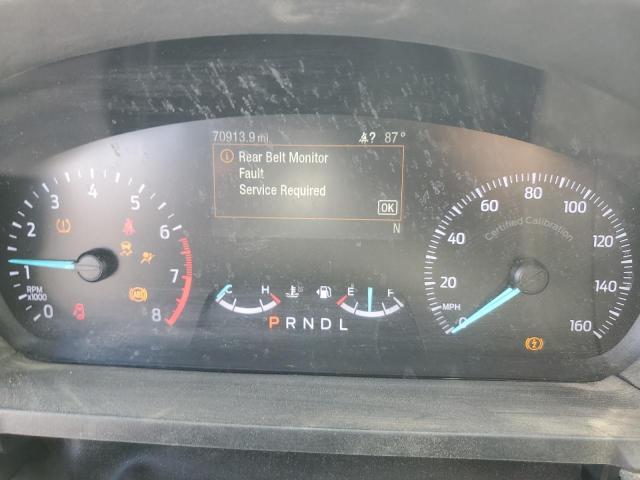 70913.9 mi ? 87°
Rear Belt Monitor
Fault
Service Required
OK
N
0 1 2 3 4 5 6 7 8
RPM
x1000
ABS
C H
E F
P R N D L
0 20 40 60 80 100 120 140 160
Certified Calibration
MPH